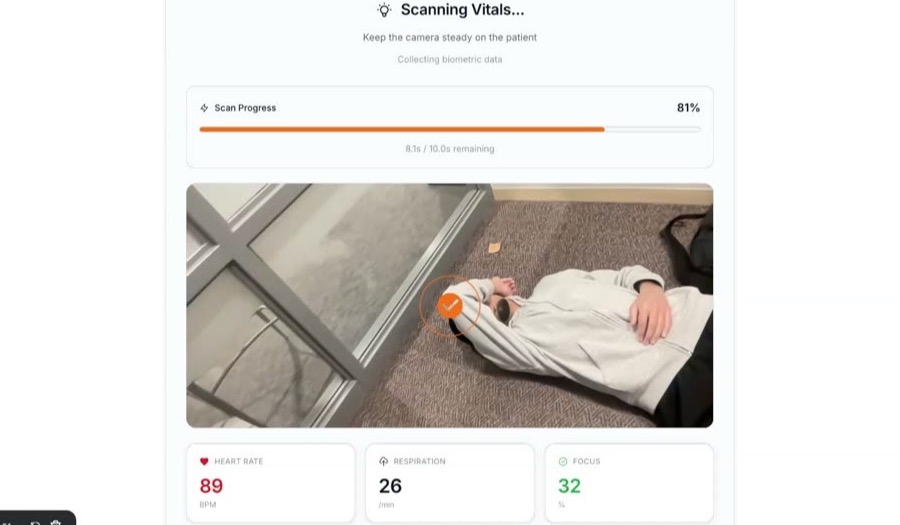 Scanning Vitals...
Keep the camera steady on the patient
Collecting biometric data
Scan Progress
81%
8.1s / 10.0s remaining
HEART RATE
89
BPM
RESPIRATION
26
/min
FOCUS
32
%